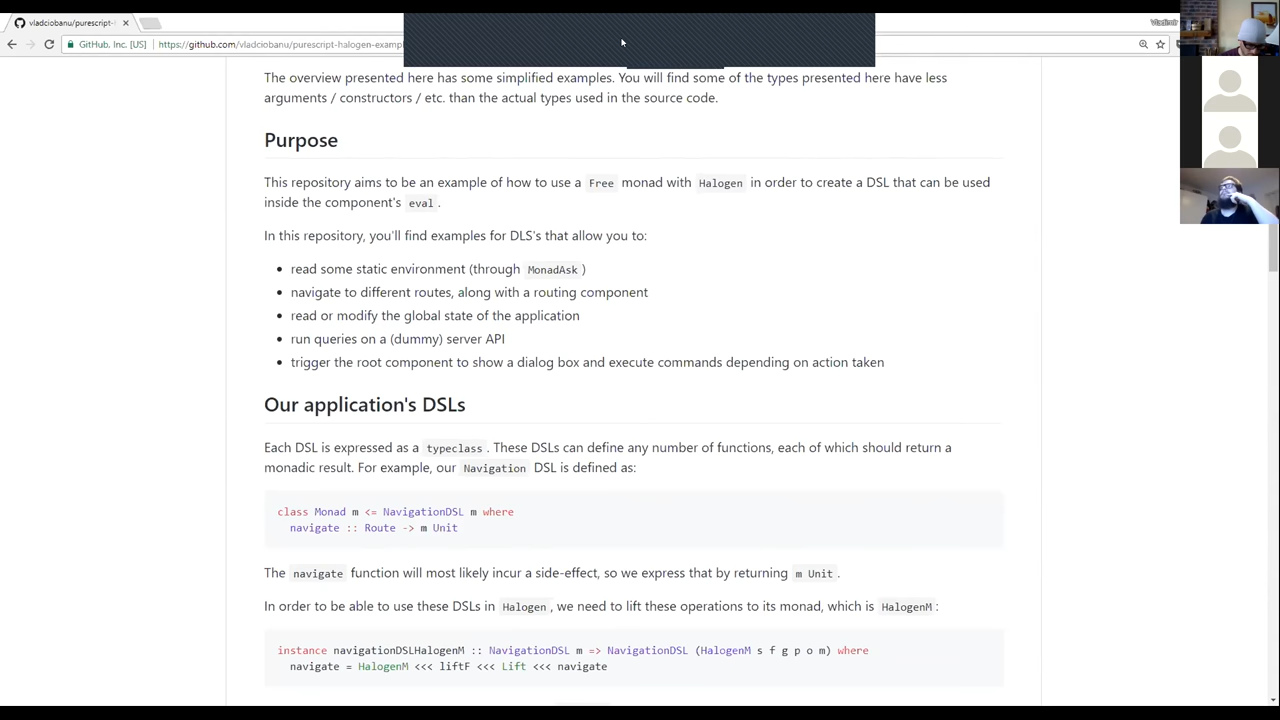 vladciobanu/purescript-h
Vladimir
GitHub, Inc. [US]
https://github.com/vladciobanu/purescript-halogen-examp
The overview presented here has some simplified examples. You will find some of the types presented here have less
arguments / constructors / etc. than the actual types used in the source code.
Purpose
This repository aims to be an example of how to use a Free monad with Halogen in order to create a DSL that can be used
inside the component's eval.
In this repository, you'll find examples for DLS's that allow you to:
• read some static environment (through MonadAsk )
• navigate to different routes, along with a routing component
• read or modify the global state of the application
• run queries on a (dummy) server API
• trigger the root component to show a dialog box and execute commands depending on action taken
Our application's DSLs
Each DSL is expressed as a typeclass. These DSLs can define any number of functions, each of which should return a
monadic result. For example, our Navigation DSL is defined as:
class Monad m <= NavigationDSL m where
navigate :: Route -> m Unit
The navigate function will most likely incur a side-effect, so we express that by returning m Unit.
In order to be able to use these DSLs in Halogen, we need to lift these operations to its monad, which is HalogenM:
instance navigationDSLHalogenM :: NavigationDSL m => NavigationDSL (HalogenM s f g p o m) where
navigate = HalogenM <<< liftF <<< Lift <<< navigate